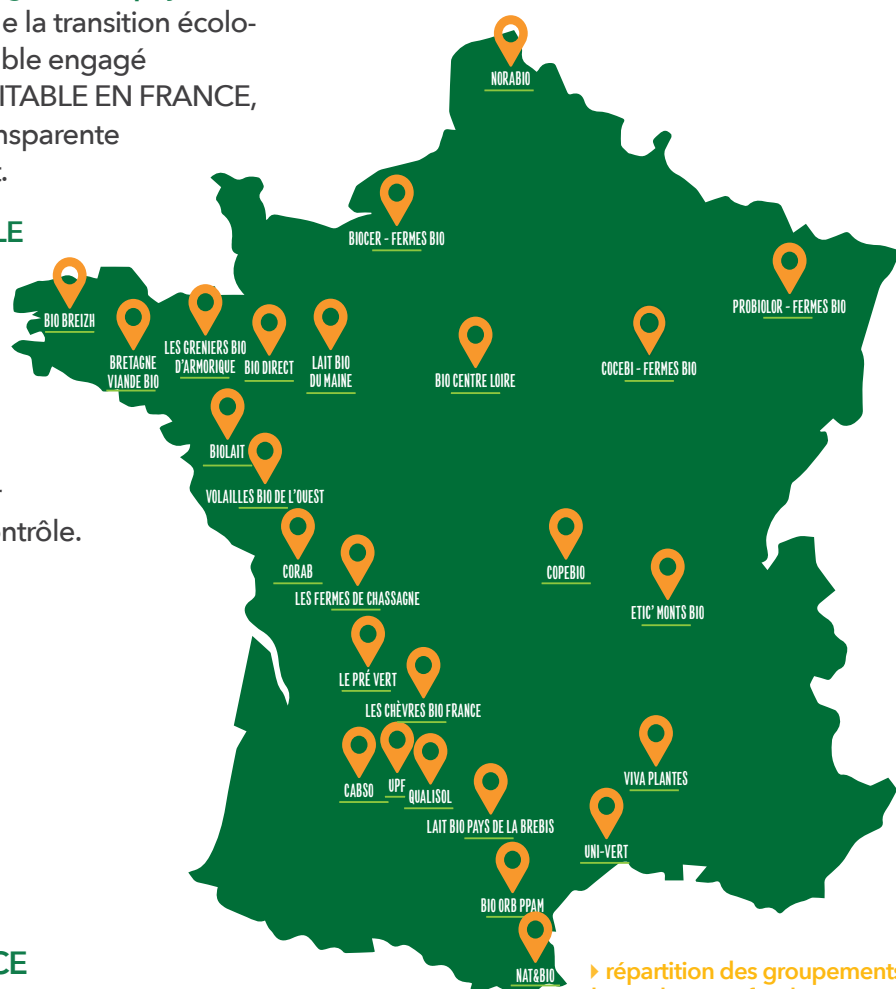 e la transition écolo-
ble engagé
ITABLE EN FRANCE,
nsparente
LE
ontrôle.
CE
NORABIO
BIOCER - FERMES BIO
PROBIOLOR - FERMES BIO
BIO BREIZH
BRETAGNE
VIANDE BIO
LES GRENIERS BIO
D'ARMORIQUE
BIO DIRECT
LAIT BIO
DU MAINE
BIO CENTRE LOIRE
COCEBI - FERMES BIO
BIOLAIT
VOLAILLES BIO DE L'OUEST
CORAB
LES FERMES DE CHASSAGNE
COPEBIO
ETIC' MONTS BIO
LE PRÉ VERT
LES CHÈVRES BIO FRANCE
CABSO
UPF
QUALISOL
VIVA PLANTES
LAIT BIO PAYS DE LA BREBIS
UNI-VERT
BIO ORB PPAM
NAT&BIO
répartition des groupements